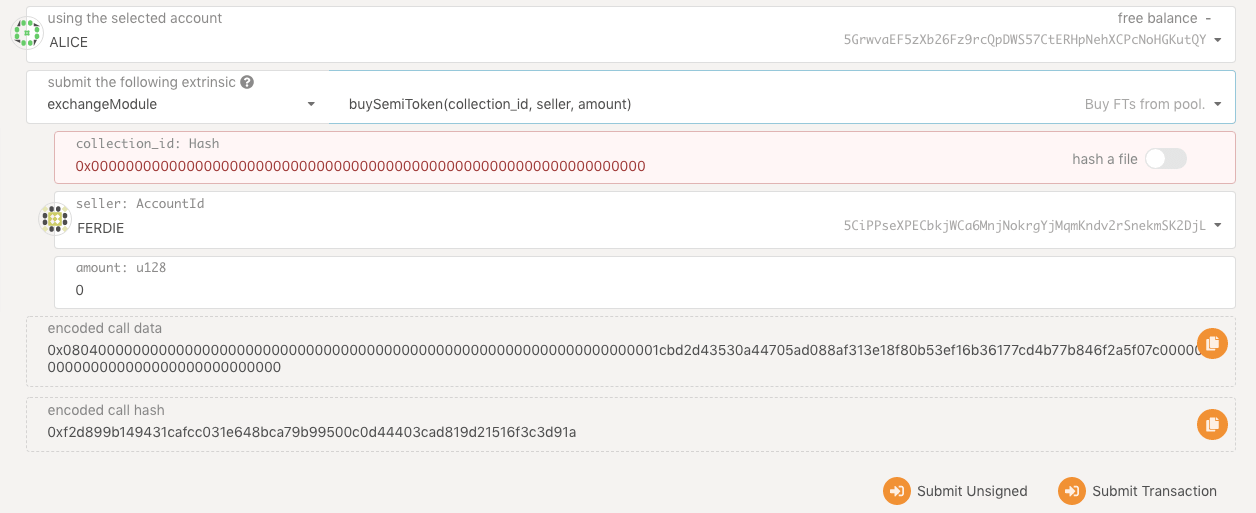 using the selected account
free balance -
ALICE
5GrwvaEF5zXb26Fz9rcQpDWS57CtERHpNehXCPcNoHGKutQY
submit the following extrinsic ?
exchangeModule
buySemiToken(collection_id, seller, amount)
Buy FTs from pool.
collection_id: Hash
0x0000000000000000000000000000000000000000000000000000000000000000
hash a file
seller: AccountId
FERDIE
5CiPPseXPECbkjWCa6MnjNokrgYjMqmKndv2rSnekmSK2DjL
amount: u128
0
encoded call data
0x080400000000000000000000000000000000000000000000000000000000000000001cbd2d43530a44705ad088af313e18f80b53ef16b36177cd4b77b846f2a5f07c00000
000000000000000000000000000
encoded call hash
0xf2d899b149431cafcc031e648bca79b99500c0d44403cad819d21516f3c3d91a
Submit Unsigned
Submit Transaction